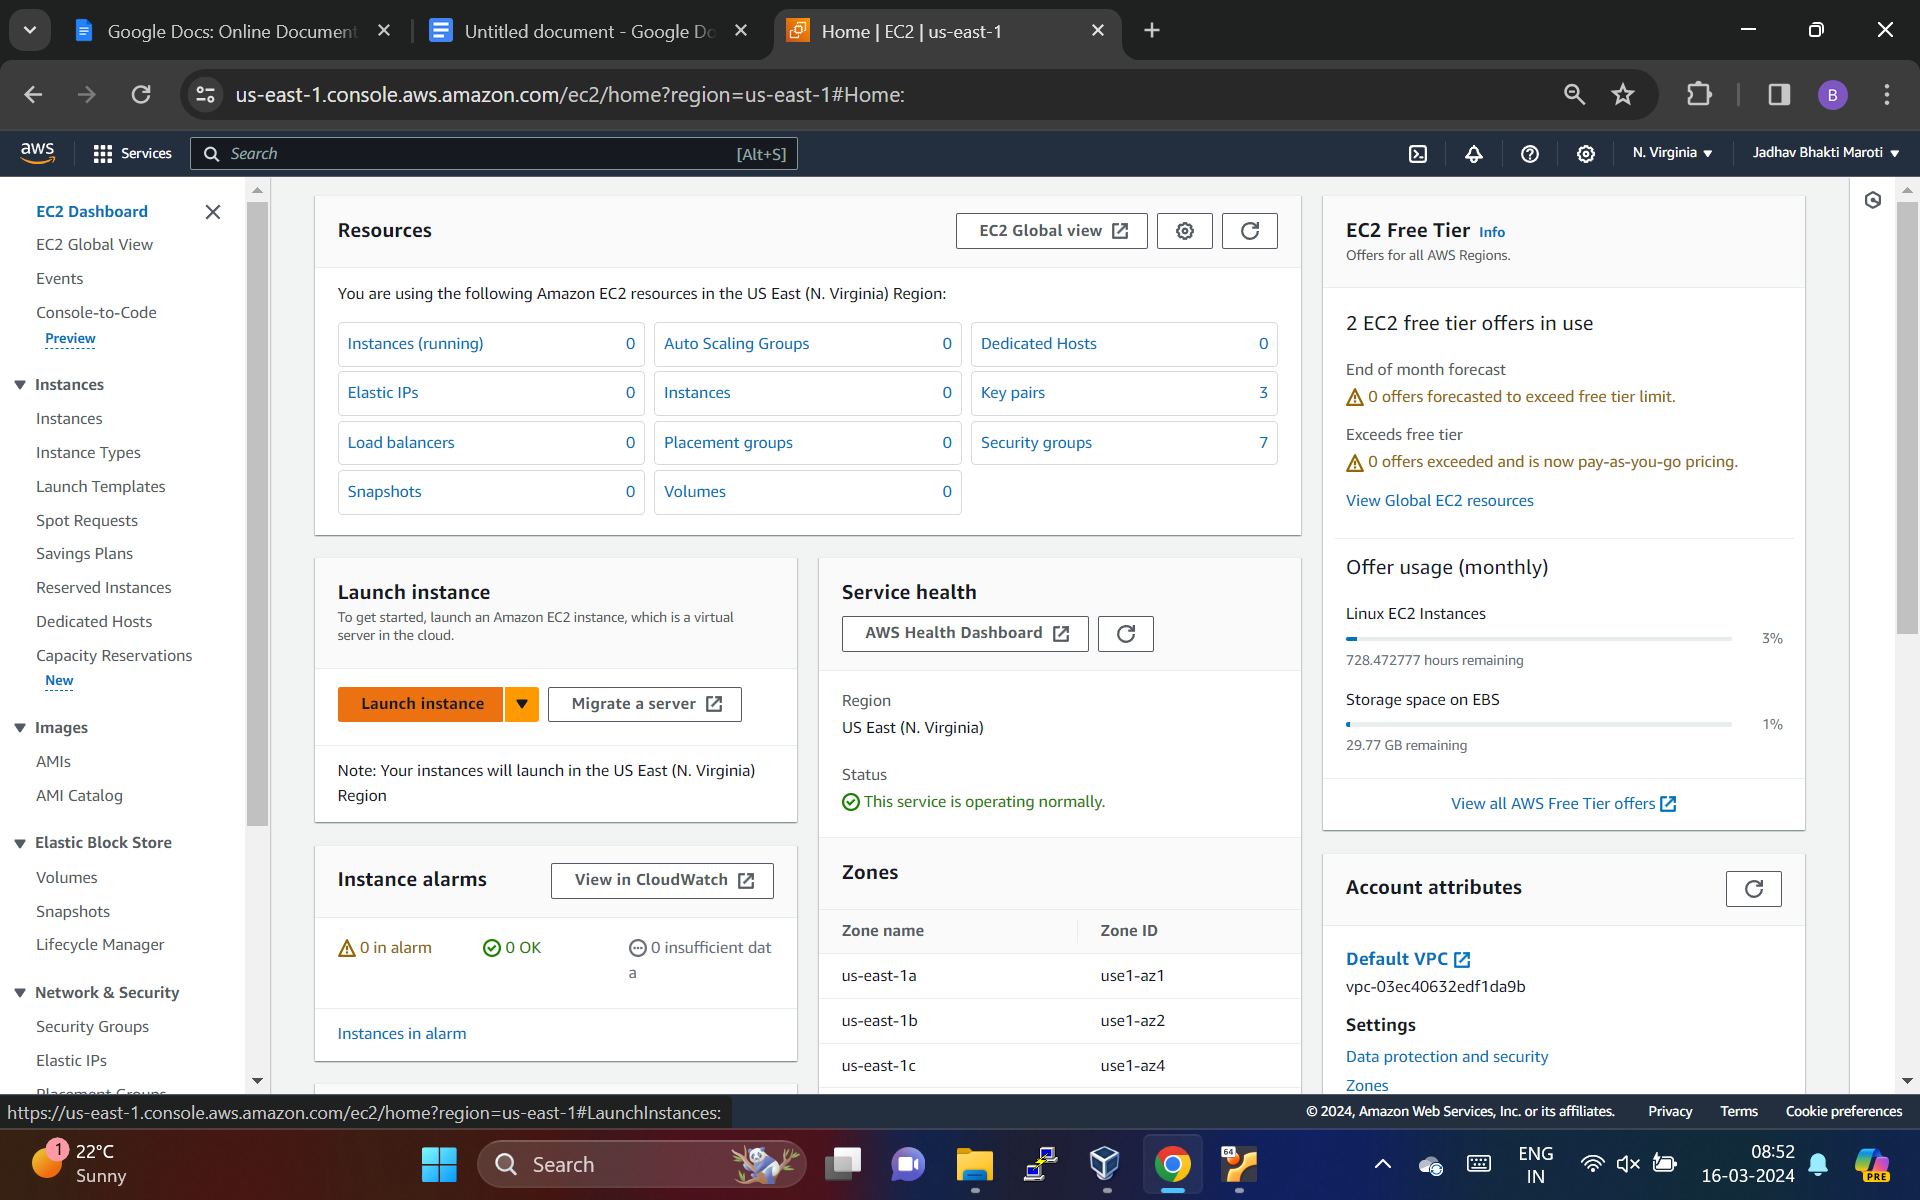 Google Docs: Online Document
Untitled document - Google Do
Home | EC2 | us-east-1
us-east-1.console.aws.amazon.com/ec2/home?region=us-east-1#Home:
B
aws
Services
Search
[Alt+S]
N. Virginia
Jadhav Bhakti Maroti
EC2 Dashboard
EC2 Global View
Events
Console-to-Code
Preview
Instances
Instances
Instance Types
Launch Templates
Spot Requests
Savings Plans
Reserved Instances
Dedicated Hosts
Capacity Reservations
New
Images
AMIs
AMI Catalog
Elastic Block Store
Volumes
Snapshots
Lifecycle Manager
Network & Security
Security Groups
Elastic IPs
Placement Groups
Resources
EC2 Global view
You are using the following Amazon EC2 resources in the US East (N. Virginia) Region:
Instances (running) 0
Auto Scaling Groups 0
Dedicated Hosts 0
Elastic IPs 0
Instances 0
Key pairs 3
Load balancers 0
Placement groups 0
Security groups 7
Snapshots 0
Volumes 0
Launch instance
To get started, launch an Amazon EC2 instance, which is a virtual
server in the cloud.
Launch instance
Migrate a server
Note: Your instances will launch in the US East (N. Virginia)
Region
Instance alarms
View in CloudWatch
0 in alarm
0 OK
0 insufficient dat
a
Instances in alarm
Service health
AWS Health Dashboard
Region
US East (N. Virginia)
Status
This service is operating normally.
Zones
Zone name Zone ID
us-east-1a use1-az1
us-east-1b use1-az2
us-east-1c use1-az4
EC2 Free Tier Info
Offers for all AWS Regions.
2 EC2 free tier offers in use
End of month forecast
0 offers forecasted to exceed free tier limit.
Exceeds free tier
0 offers exceeded and is now pay-as-you-go pricing.
View Global EC2 resources
Offer usage (monthly)
Linux EC2 Instances
3%
728.472777 hours remaining
Storage space on EBS
1%
29.77 GB remaining
View all AWS Free Tier offers
Account attributes
Default VPC
vpc-03ec40632edf1da9b
Settings
Data protection and security
Zones
https://us-east-1.console.aws.amazon.com/ec2/home?region=us-east-1#LaunchInstances:
© 2024, Amazon Web Services, Inc. or its affiliates.
Privacy
Terms
Cookie preferences
1
22°C
Sunny
Search
64
ENG
IN
08:52
16-03-2024
PRE